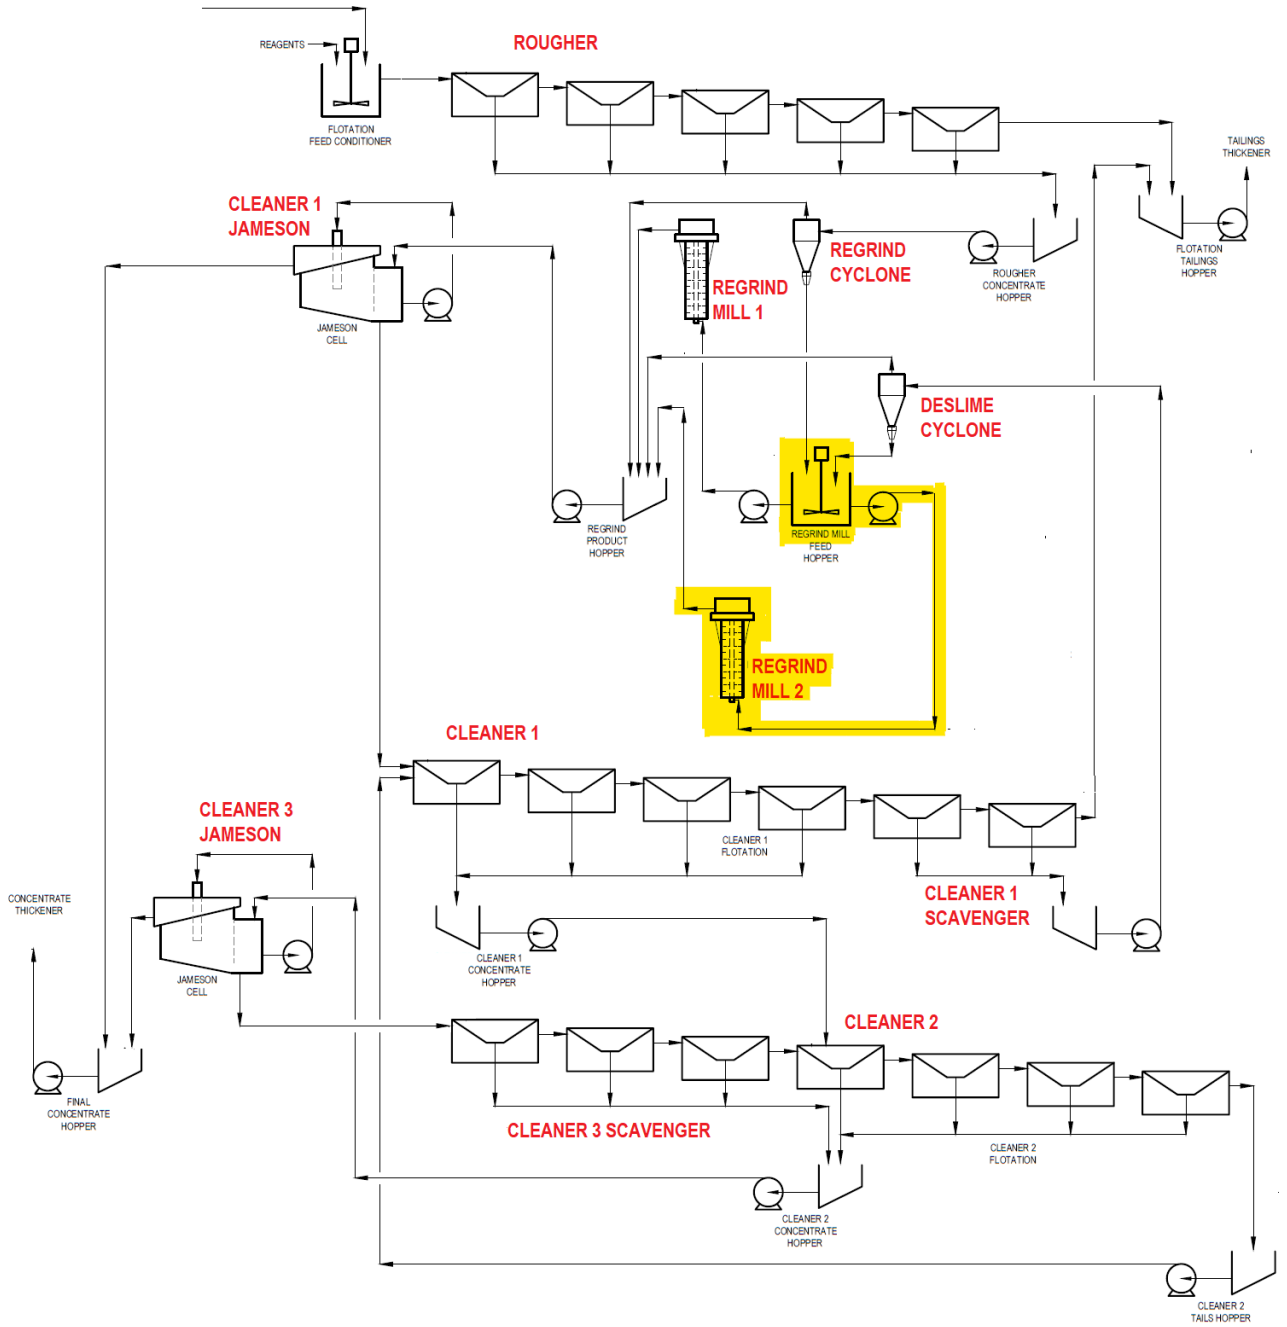 REAGENTS
ROUGHER
FLOTATION
FEED CONDITIONER
TAILINGS
THICKENER
CLEANER 1
JAMESON
REGRIND
CYCLONE
FLOTATION
TAILINGS
HOPPER
ROUGHER
CONCENTRATE
HOPPER
REGRIND
MILL 1
JAMESON
CELL
DESLIME
CYCLONE
REGRIND
PRODUCT
HOPPER
REGRIND MILL
FEED
HOPPER
REGRIND
MILL 2
CLEANER 1
CLEANER 3
JAMESON
CLEANER 1
FLOTATION
CONCENTRATE
THICKENER
CLEANER 1
SCAVENGER
CLEANER 1
CONCENTRATE
HOPPER
JAMESON
CELL
CLEANER 2
FINAL
CONCENTRATE
HOPPER
CLEANER 3 SCAVENGER
CLEANER 2
FLOTATION
CLEANER 2
CONCENTRATE
HOPPER
CLEANER 2
TAILS HOPPER